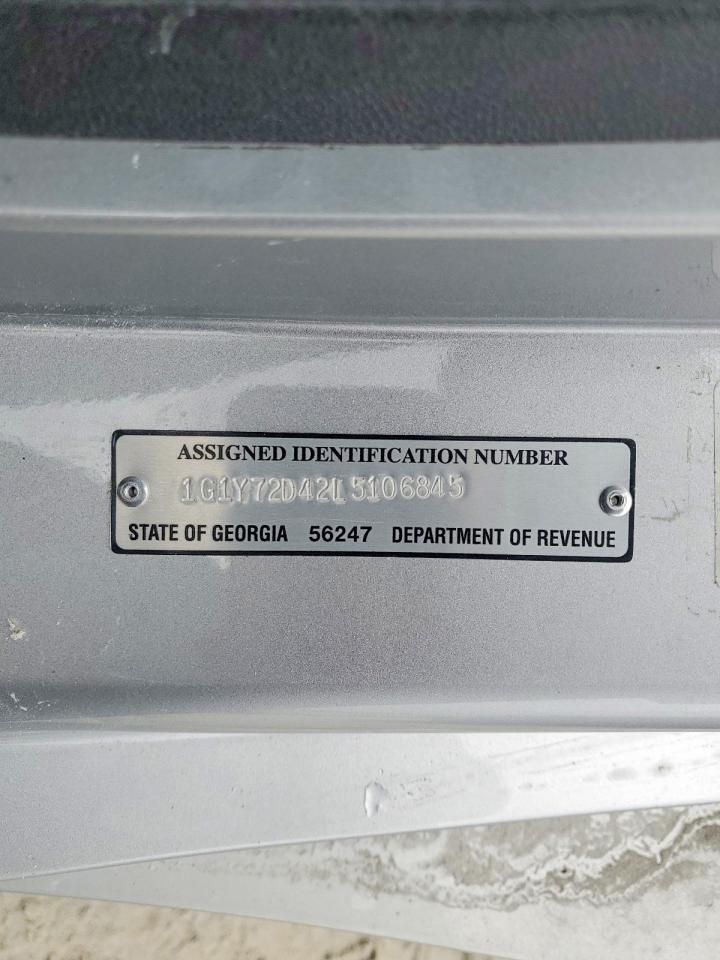 ASSIGNED IDENTIFICATION NUMBER
1G1Y72D42L5106845
STATE OF GEORGIA 56247 DEPARTMENT OF REVENUE